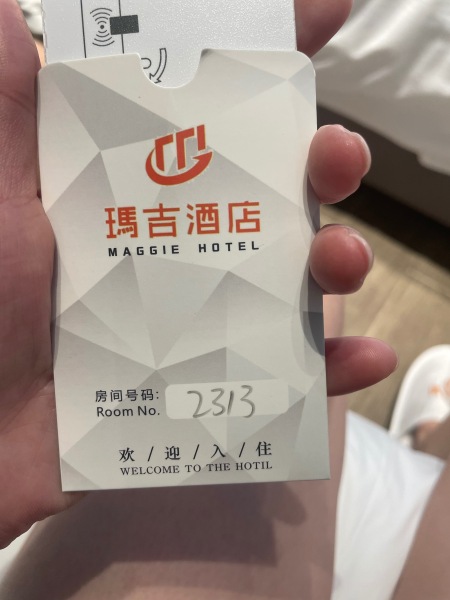 瑪吉酒店
MAGGIE HOTEL
房间号码:
Room No. 2313
欢/迎/入/住
WELCOME TO THE HOTIL